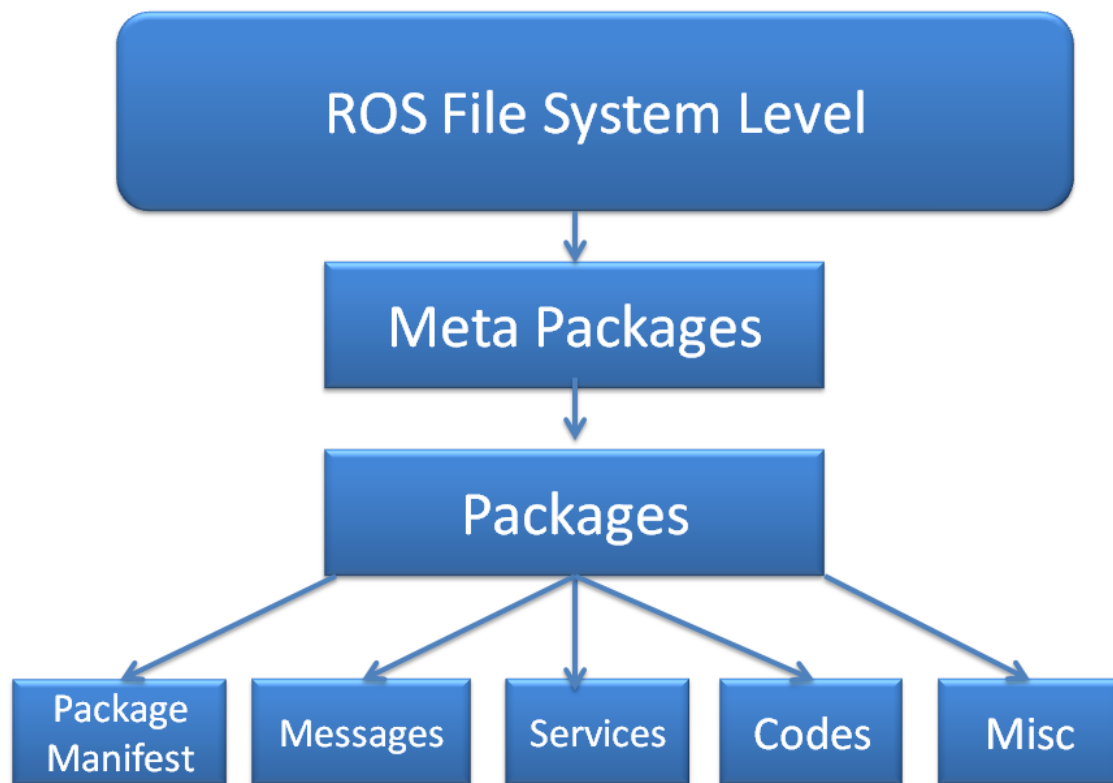 ROS File System Level
Meta Packages
Packages
Package
Manifest
Messages
Services
Codes
Misc